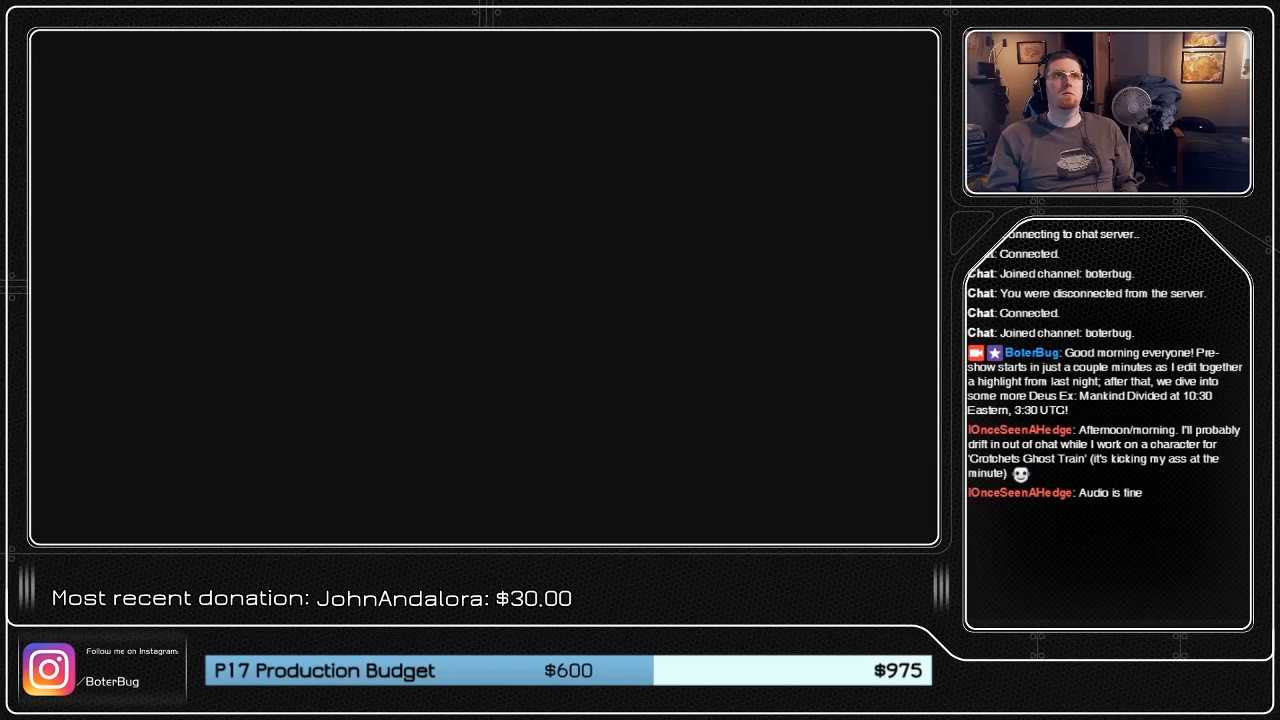 onnecting to chat server..
t: Connected.
Chat: Joined channel: boterbug.
Chat: You were disconnected from the server.
Chat: Connected.
Chat: Joined channel: boterbug.
BoterBug: Good morning everyone! Pre-
show starts in just a couple minutes as I edit together
a highlight from last night; after that, we dive into
some more Deus Ex: Mankind Divided at 10:30
Eastern, 3:30 UTC!
IOnceSeenAHedge: Afternoon/morning. I'll probably
drift in out of chat while I work on a character for
'Crotchets Ghost Train' (it's kicking my ass at the
minute)
IOnceSeenAHedge: Audio is fine
Most recent donation: JohnAndalora: $30.00
Follow me on Instagram:
/BoterBug
P17 Production Budget $600 $975